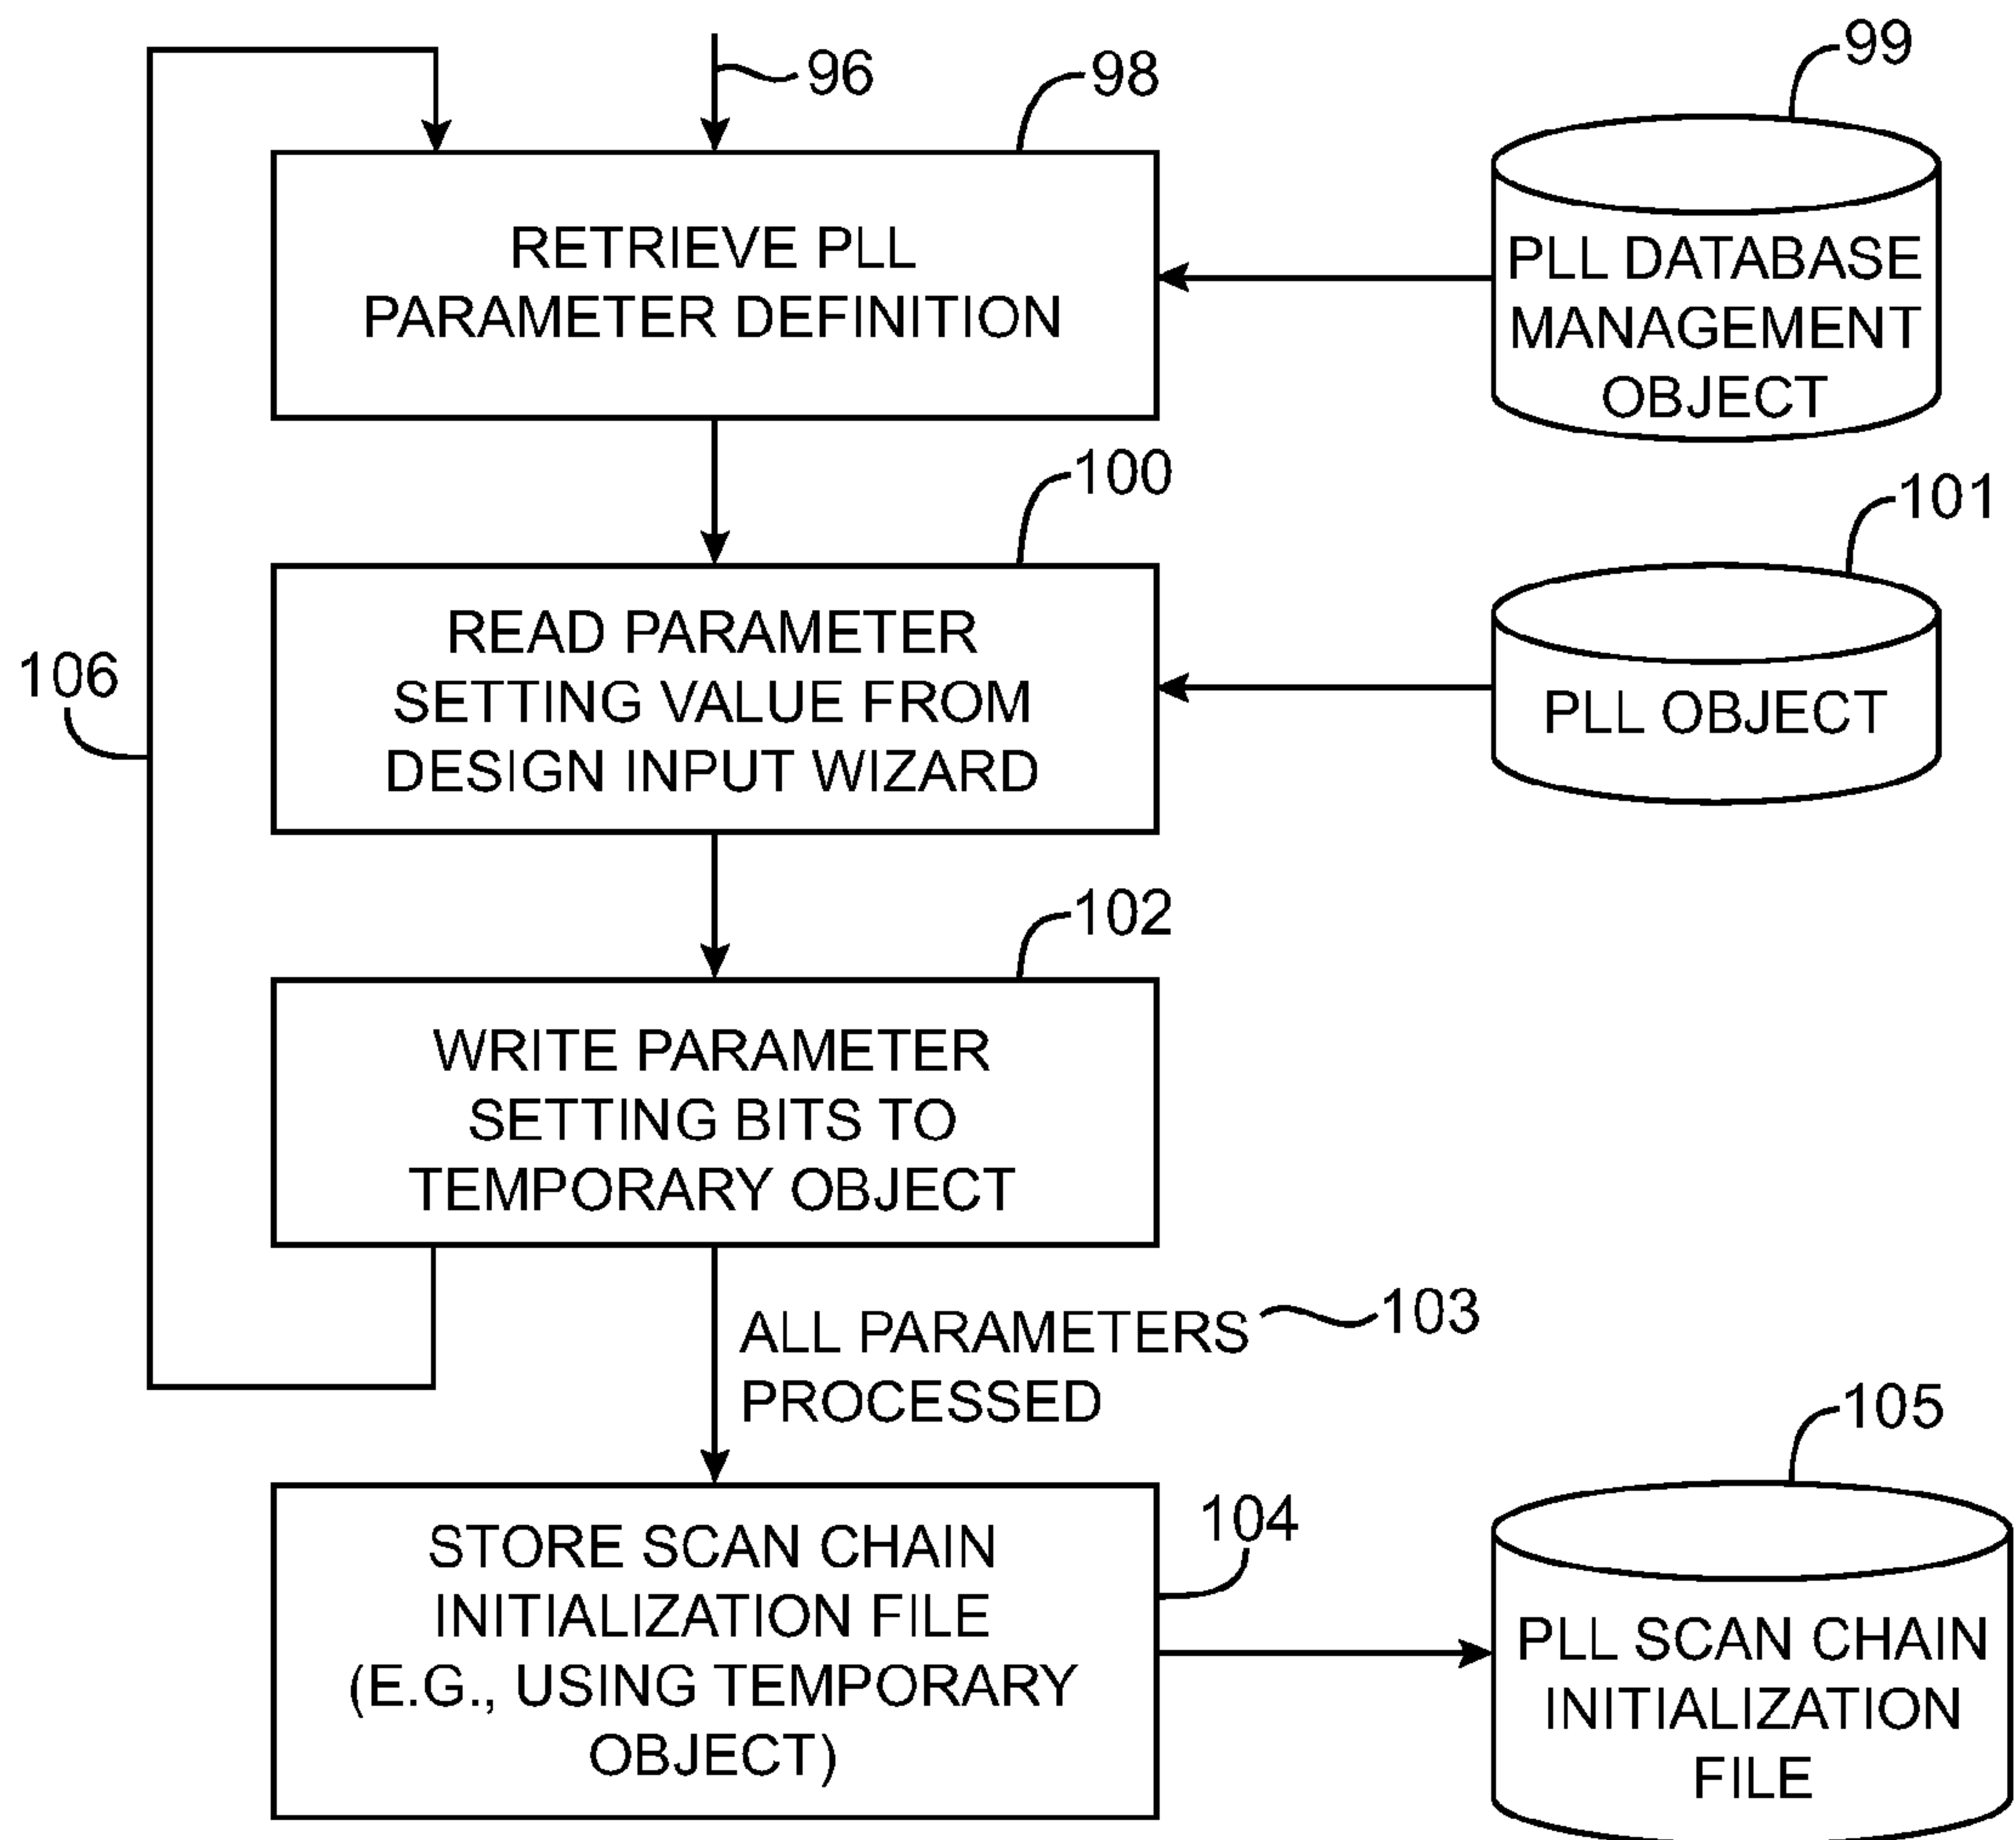 96
98
99
RETRIEVE PLL
PARAMETER DEFINITION
PLL DATABASE
MANAGEMENT
OBJECT
100
101
READ PARAMETER
SETTING VALUE FROM
DESIGN INPUT WIZARD
PLL OBJECT
106
102
WRITE PARAMETER
SETTING BITS TO
TEMPORARY OBJECT
ALL PARAMETERS
PROCESSED
103
105
104
STORE SCAN CHAIN
INITIALIZATION FILE
(E.G., USING TEMPORARY
OBJECT)
PLL SCAN CHAIN
INITIALIZATION
FILE